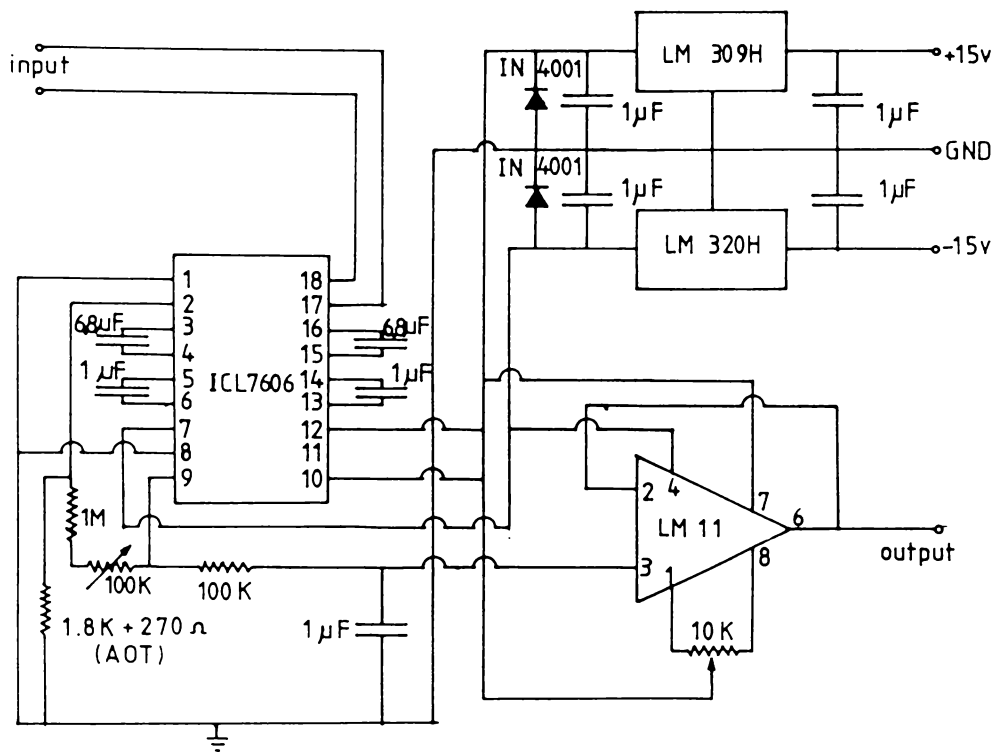 input
IN 4001
1µF
LM 309H
+15v
1µF
GND
IN 4001
1µF
LM 320H
1µF
-15v
1
2
3
4
5
6
7
8
9
ICL7606
18
17
16
15
14
13
12
11
10
68µF
1µF
68µF
1µF
1M
100K
100K
1.8K + 270 Ω
(AOT)
1µF
2
3
4
LM 11
7
6
8
1
10K
output